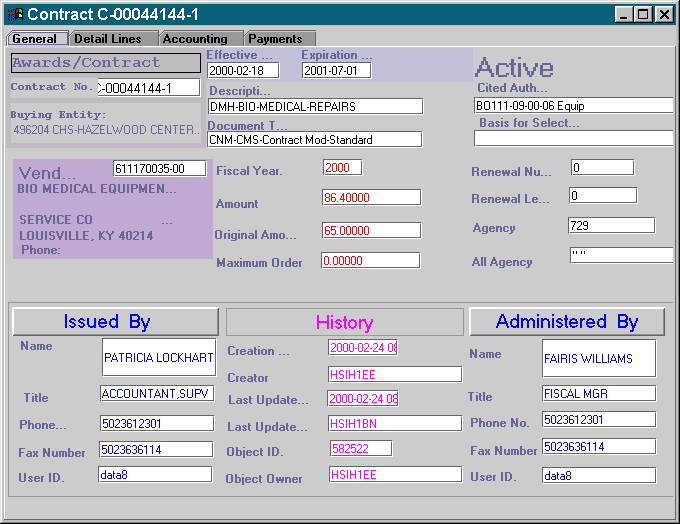 Contract C-00044144-1
General Detail Lines Accounting Payments
Awards/Contract
Contract No. C-00044144-1
Buying Entity:
496204 CHS-HAZELWOOD CENTER..
Effective ... Expiration ...
2000-02-18 2001-07-01
Descripti...
DMH-BIO-MEDICAL-REPAIRS
Document T...
CNM-CMS-Contract Mod-Standard
Active
Cited Auth...
BO111-09-00-06 Equip
Basis for Select...
Vend... 611170035-00
BIO MEDICAL EQUIPMEN...
SERVICE CO ...
LOUISVILLE, KY 40214
Phone:
Fiscal Year. 2000
Amount 86.40000
Original Amo... 65.00000
Maximum Order 0.00000
Renewal Nu... 0
Renewal Le... 0
Agency 729
All Agency " "
Issued By
Name PATRICIA LOCKHART
Title ACCOUNTANT,SUPV
Phone... 5023612301
Fax Number 5023636114
User ID. data8
History
Creation ... 2000-02-24 08
Creator HSIH1EE
Last Update... 2000-02-24 08
Last Update... HSIH1BN
Object ID. 582522
Object Owner HSIH1EE
Administered By
Name FAIRIS WILLIAMS
Title FISCAL MGR
Phone No. 5023612301
Fax Number 5023636114
User ID. data8